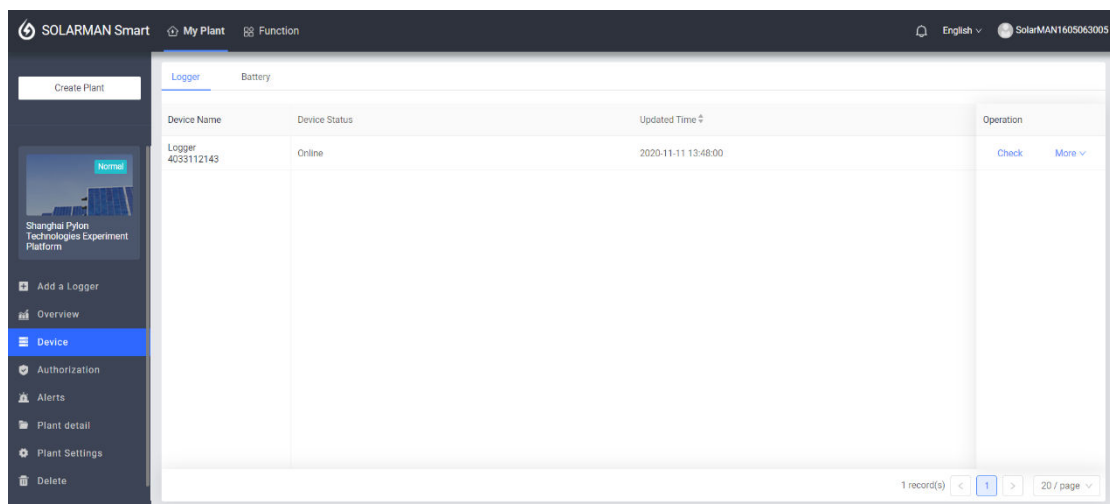 SOLARMAN Smart
My Plant
Function
English
SolarMAN1605063005
Create Plant
Normal
Shanghai Pylon
Technologies Experiment
Platform
Add a Logger
Overview
Device
Authorization
Alerts
Plant detail
Plant Settings
Delete
Logger
Battery
Device Name
Device Status
Updated Time
Operation
Logger
4033112143
Online
2020-11-11 13:48:00
Check
More
1 record(s)
<
1
>
20 / page